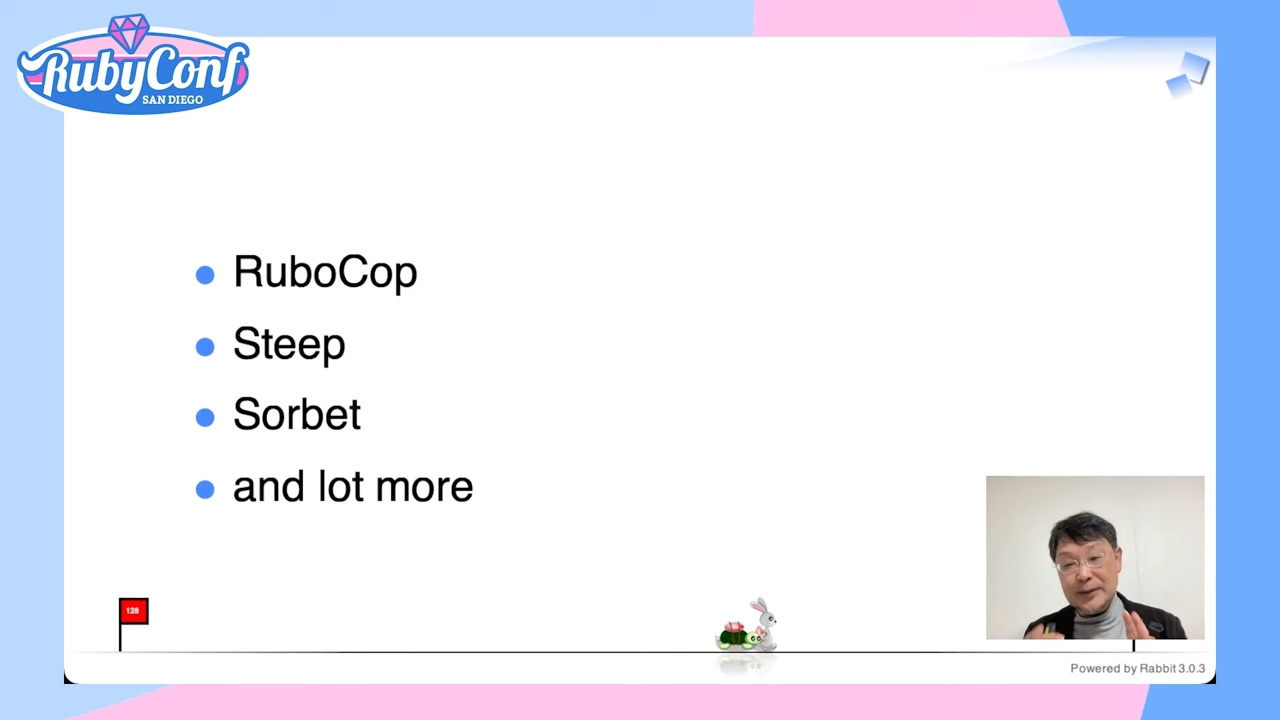 RubyConf
SAN DIEGO
RuboCop
Steep
Sorbet
and lot more
128
Powered by Rabbit 3.0.3